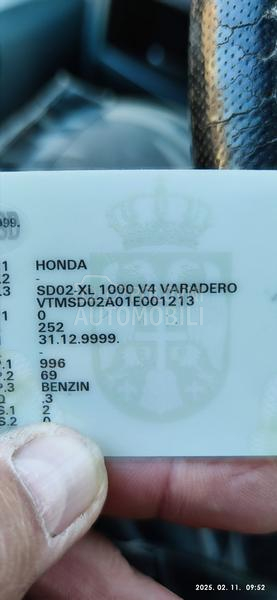 999.
1 HONDA
.2 -
.3 SD02-XL 1000 V4 VARADERO
VTMSD02A01E001213
1 0
252
31.12.9999.
-
P.1 996
P.2 69
P.3 BENZIN
Q .3
S.1 2
S.2 0
AUTOMOBILI
2025. 02. 11. 09:52